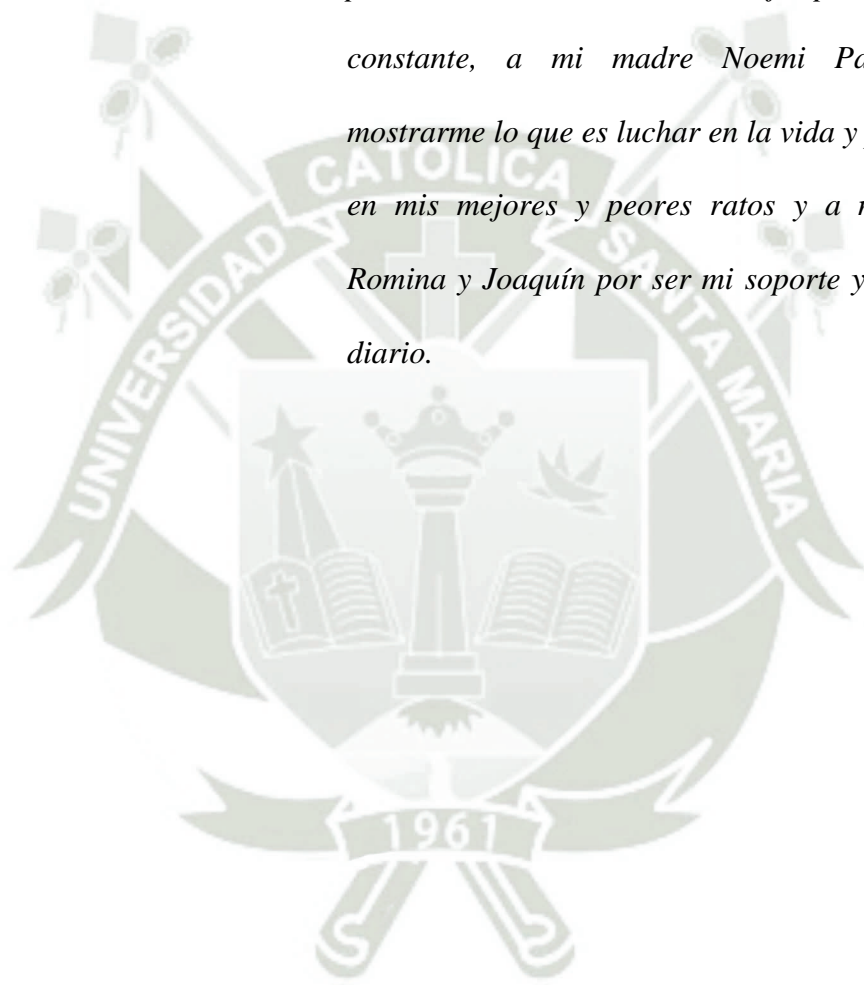 constante, a mi madre Noemi
mostrarme lo que es luchar en la vida y
en mis mejores y peores ratos y a
Romina y Joaquín por ser mi soporte y
diario.
UNIVERSIDAD CATOLICA SANTA MARIA
1961